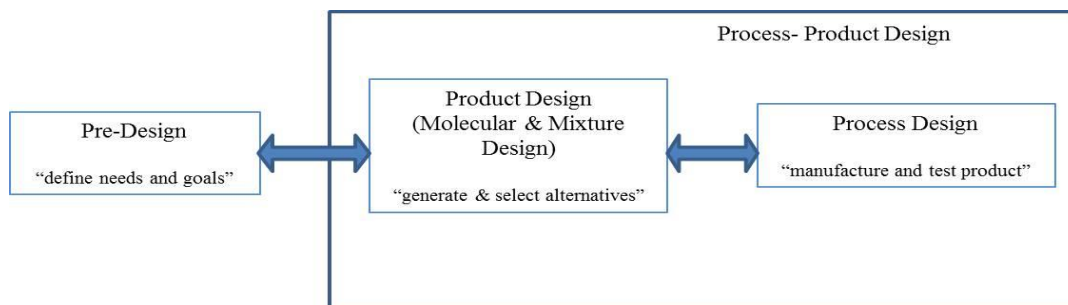 Process- Product Design
Pre-Design
“define needs and goals”
Product Design
(Molecular & Mixture
Design)
“generate & select alternatives”
Process Design
“manufacture and test product”